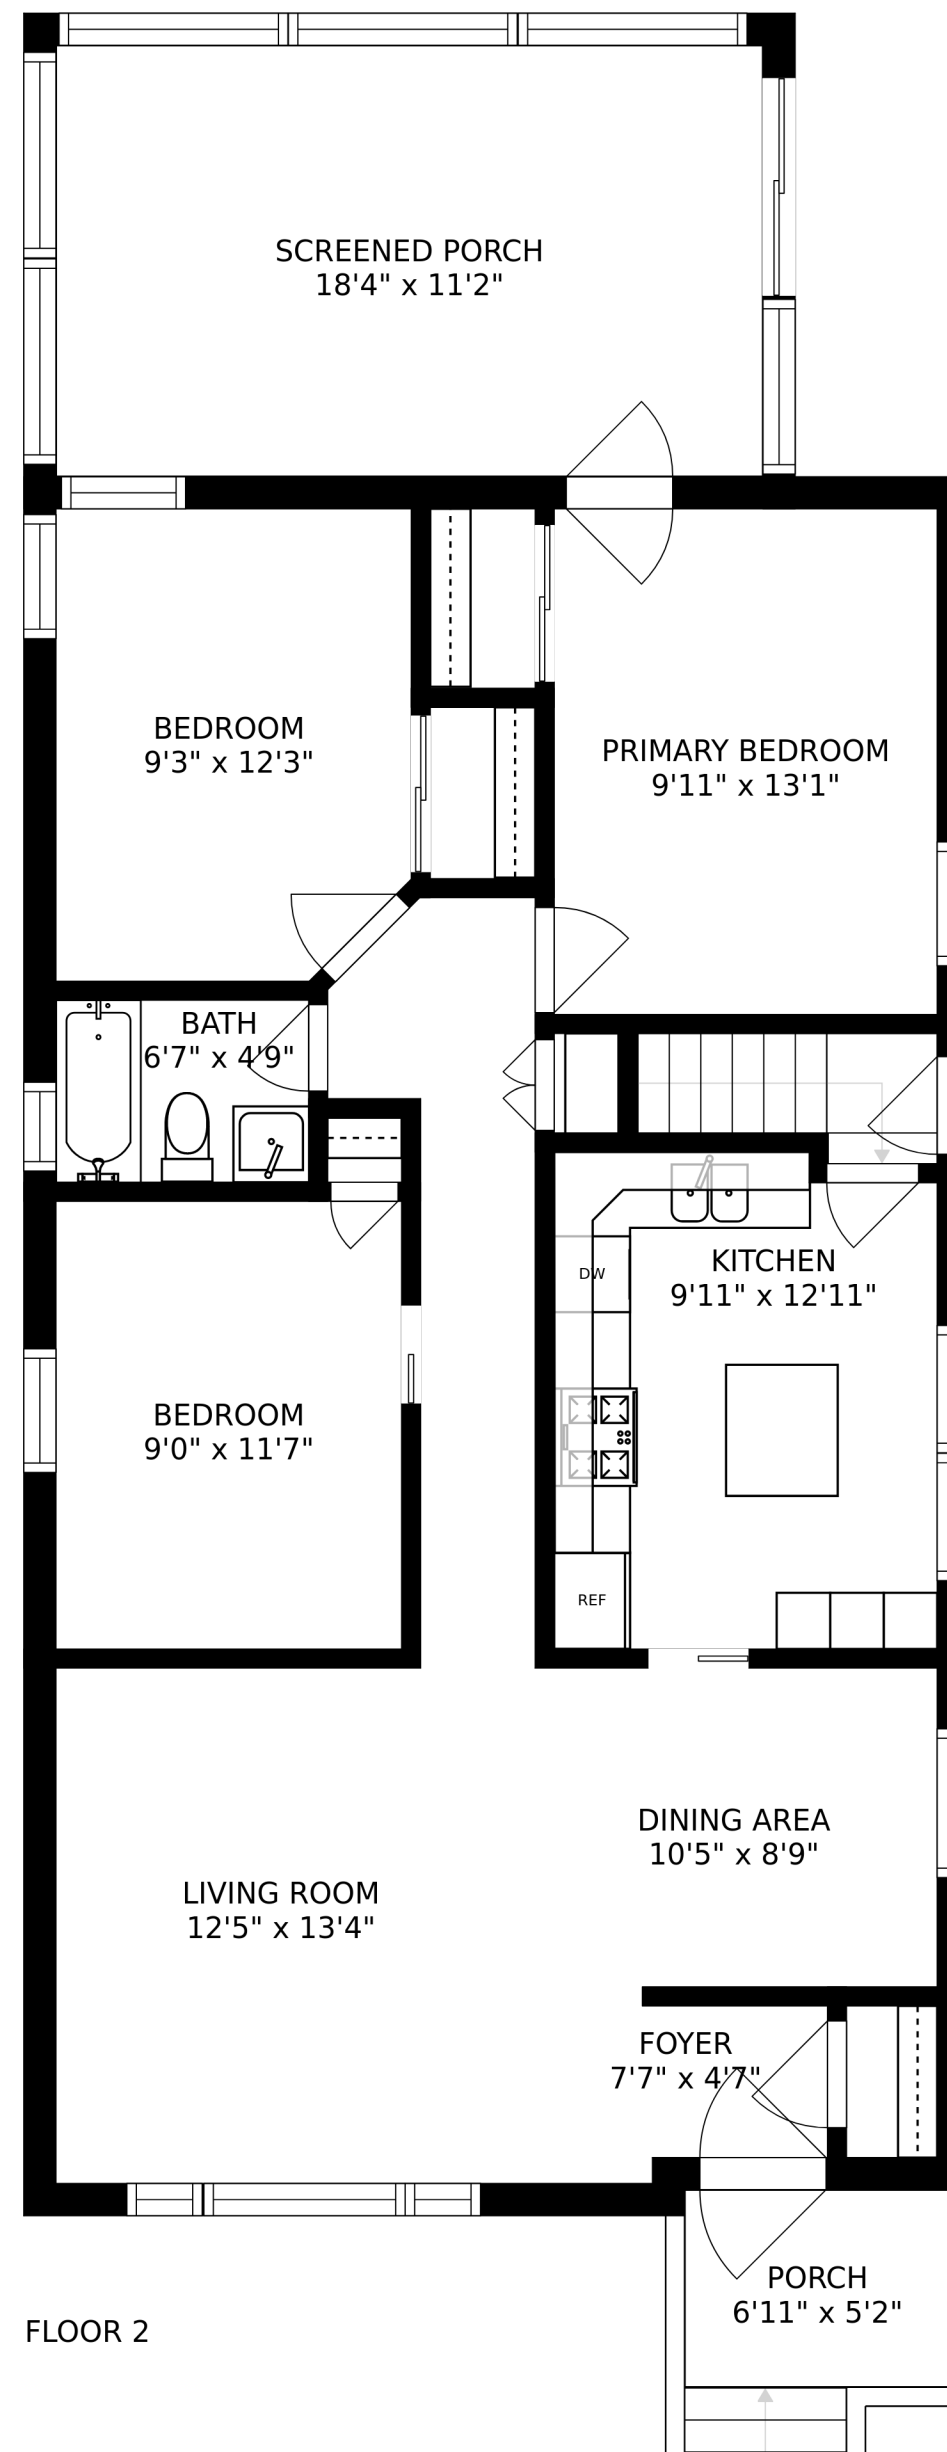 SCREENED PORCH
18'4" x 11'2"
BEDROOM
9'3" x 12'3"
PRIMARY BEDROOM
9'11" x 13'1"
BATH
6'7" x 4'9"
KITCHEN
9'11" x 12'11"
DW
BEDROOM
9'0" x 11'7"
REF
DINING AREA
10'5" x 8'9"
LIVING ROOM
12'5" x 13'4"
FOYER
7'7" x 4'7"
PORCH
6'11" x 5'2"
FLOOR 2